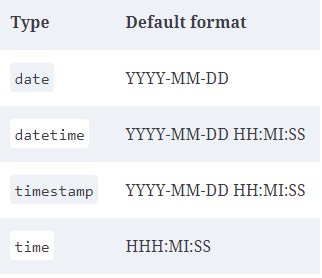 Type Default format
date YYYY-MM-DD
datetime YYYY-MM-DD HH:MI:SS
timestamp YYYY-MM-DD HH:MI:SS
time HHH:MI:SS